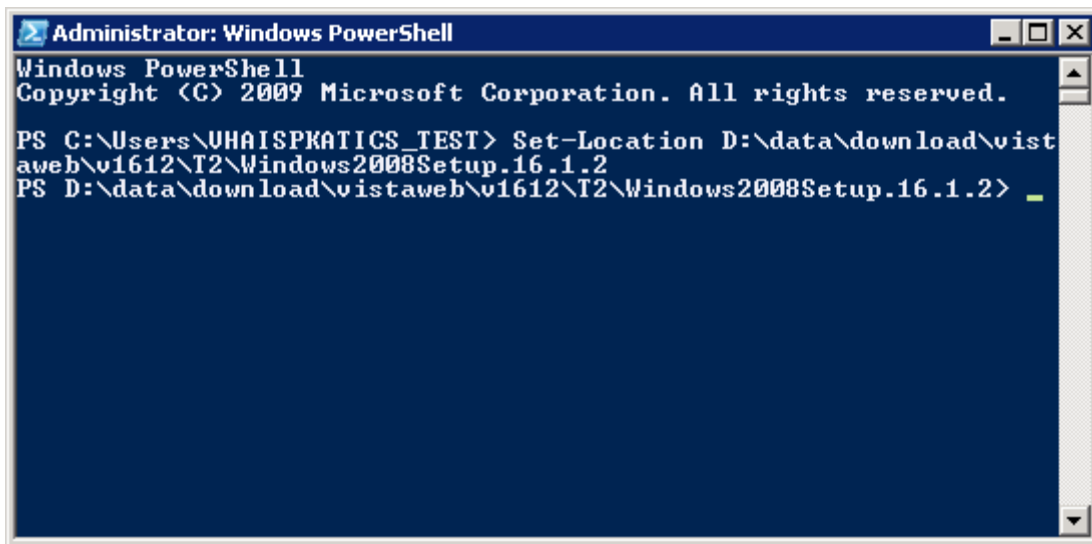 Administrator: Windows PowerShell
Windows PowerShell
Copyright (C) 2009 Microsoft Corporation. All rights reserved.
PS C:\Users\VHAISPKATICS_TEST> Set-Location D:\data\download\vist
aweb\v1612\T2\Windows2008Setup.16.1.2
PS D:\data\download\vistaweb\v1612\T2\Windows2008Setup.16.1.2>